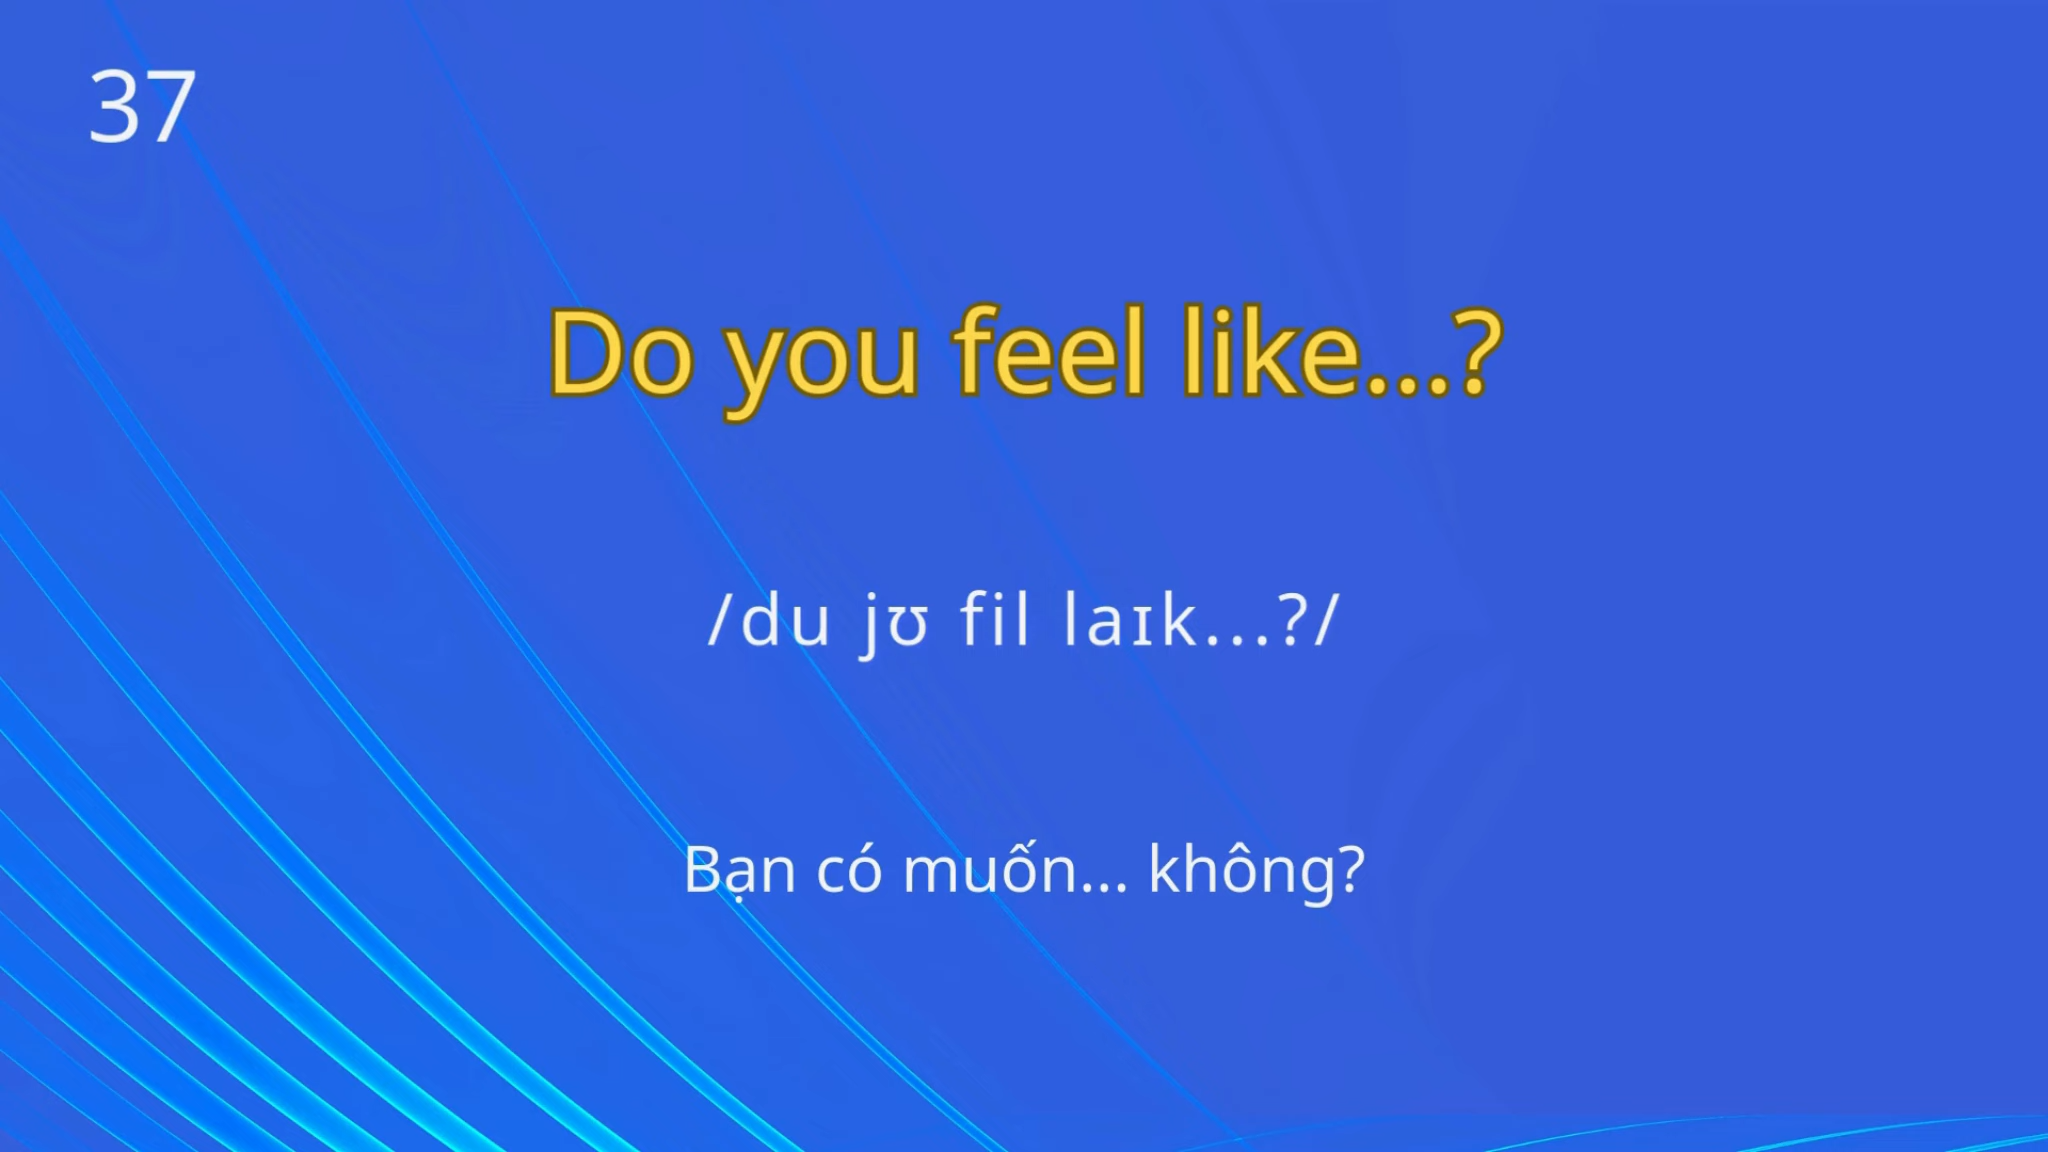 37
Do you feel like...?
/du jʊ fil laɪk...?/
Bạn có muốn... không?